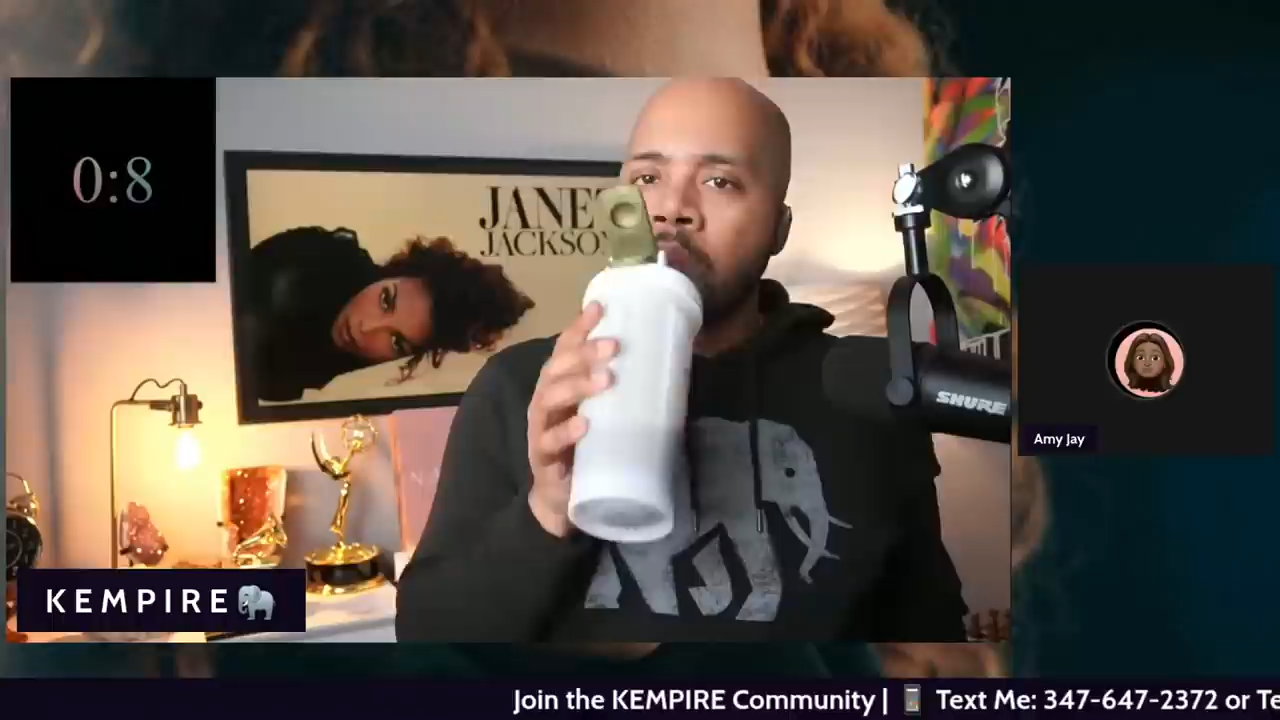 0:8
JANET
JACKSON
SHURE
Amy Jay
KEMPIRE🐘
Join the KEMPIRE Community | 📱 Text Me: 347-647-2372 or Te